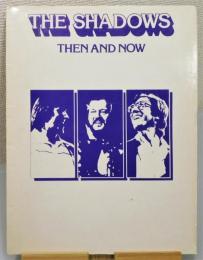 THE SHADOWS
THEN AND NOW